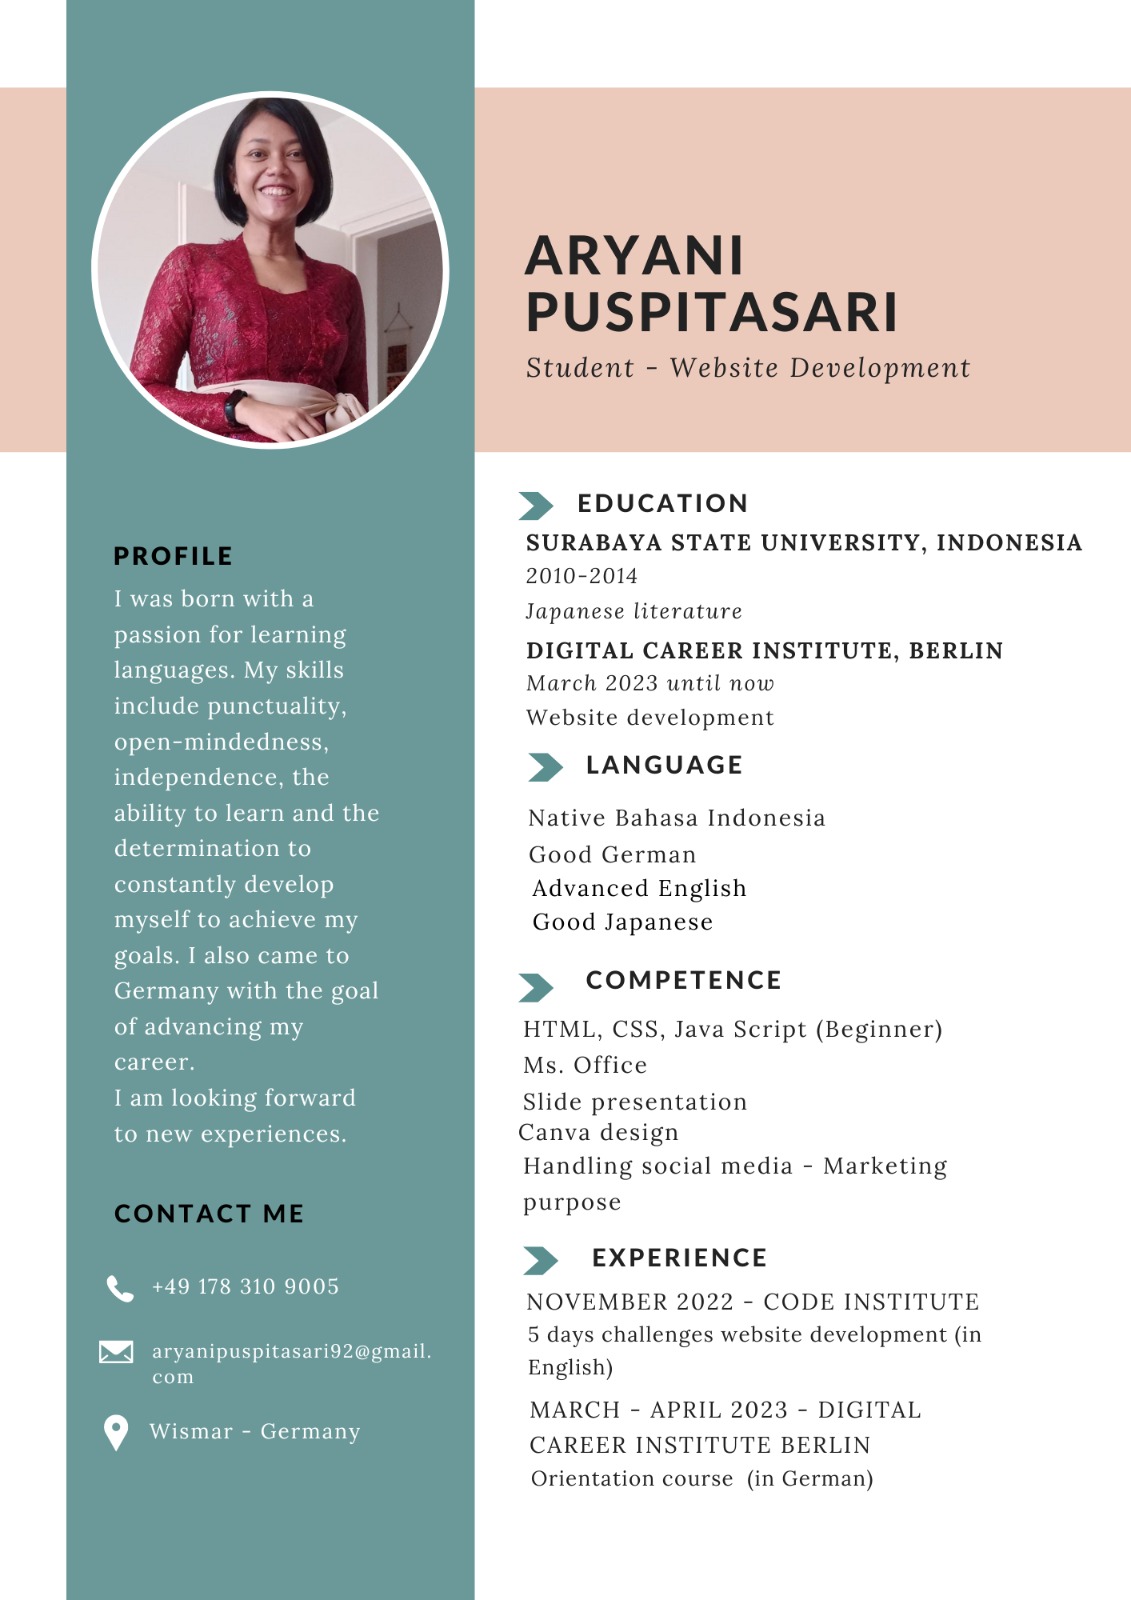 ARYANI
PUSPITASARI
Student - Website Development
PROFILE
I was born with a
passion for learning
languages. My skills
include punctuality,
open-mindedness,
independence, the
ability to learn and the
determination to
constantly develop
myself to achieve my
goals. I also came to
Germany with the goal
of advancing my
career.
I am looking forward
to new experiences.
CONTACT ME
+49 178 310 9005
aryanipuspitasari92@gmail.
com
Wismar - Germany
EDUCATION
SURABAYA STATE UNIVERSITY, INDONESIA
2010-2014
Japanese literature
DIGITAL CAREER INSTITUTE, BERLIN
March 2023 until now
Website development
LANGUAGE
Native Bahasa Indonesia
Good German
Advanced English
Good Japanese
COMPETENCE
HTML, CSS, Java Script (Beginner)
Ms. Office
Slide presentation
Canva design
Handling social media - Marketing
purpose
EXPERIENCE
NOVEMBER 2022 - CODE INSTITUTE
5 days challenges website development (in
English)
MARCH - APRIL 2023 - DIGITAL
CAREER INSTITUTE BERLIN
Orientation course  (in German)